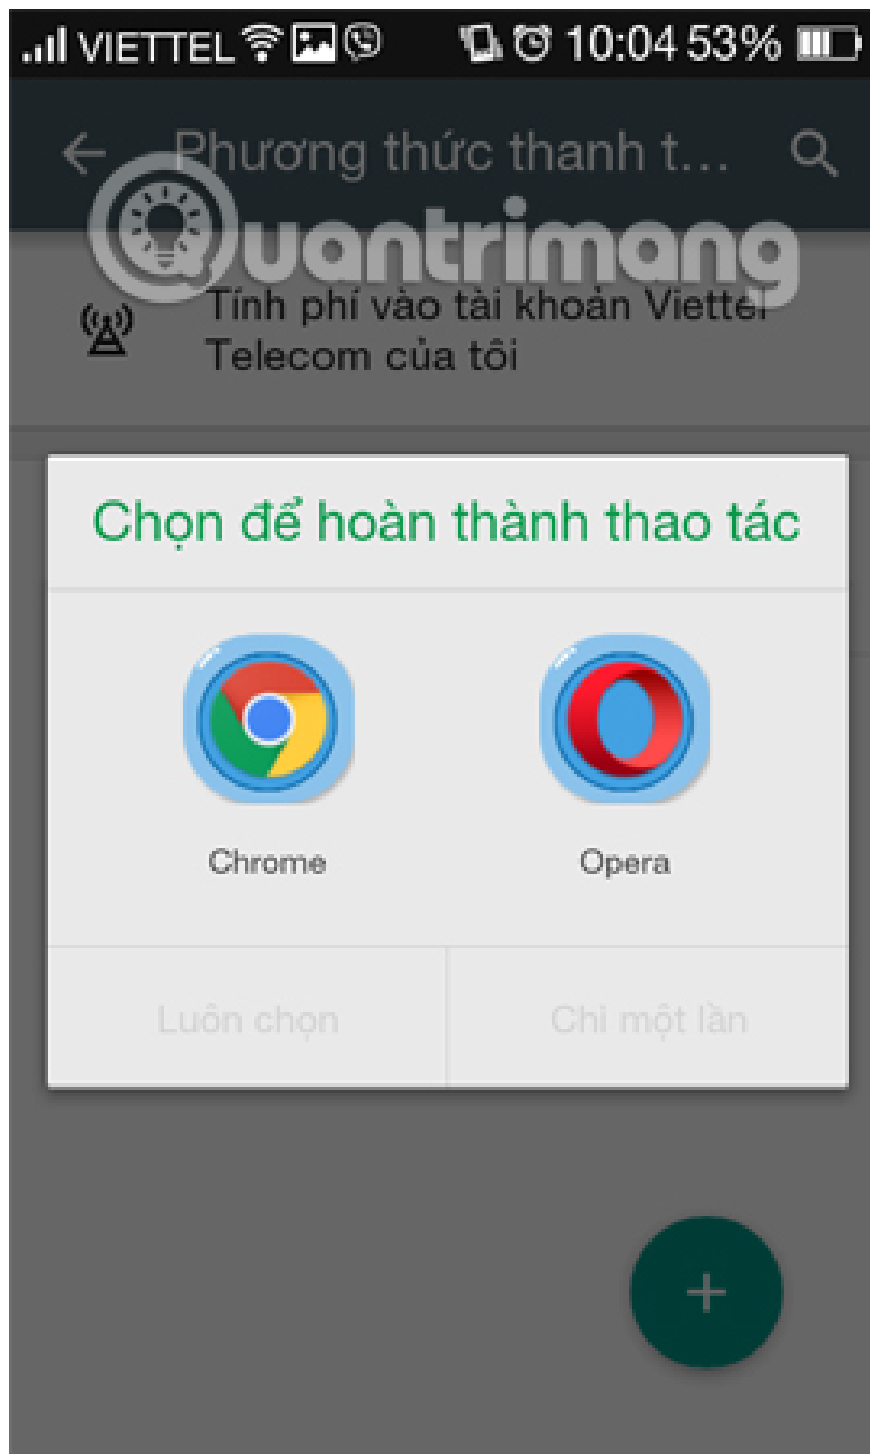 VIETTEL 10:04 53%
Phương thức thanh t...
Quantrimang
Tính phí vào tài khoản Viettel
Telecom của tôi
Chọn để hoàn thành thao tác
Chrome Opera
Luôn chọn Chỉ một lần